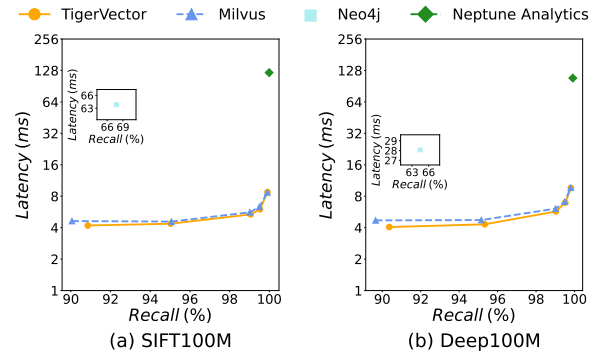 TigerVector Milvus Neo4j Neptune Analytics
256
128
64
32
16
8
4
2
1
Latency (ms)
66
63
Latency (ms)
66 69
Recall (%)
90 92 94 96 98 100
Recall (%)
(a) SIFT100M
256
128
64
32
16
8
4
2
1
Latency (ms)
29
28
27
Latency (ms)
63 66
Recall (%)
90 92 94 96 98 100
Recall (%)
(b) Deep100M